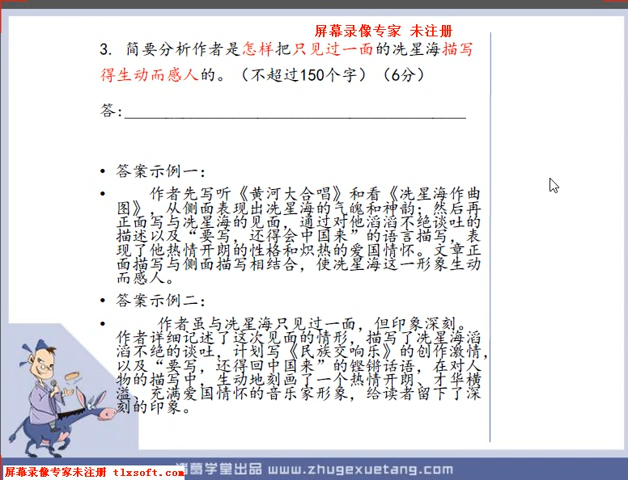 屏幕录像专家 未注册
3. 简要分析作者是怎样把只见过一面的冼星海描写
得生动而感人的。（不超过150个字）（6分）
答:
• 答案示例一：
• 作者先写听《黄河大合唱》和看《冼星海作曲
图》，从侧面表现出冼星海的气魄和神韵；然后再
正面写与冼星海的见面，通过对他滔滔不绝谈吐的
描述以及“要写，还得会中国来”的语言描写，表
现了他热情开朗的性格和炽热的爱国情怀。文章正
面描写与侧面描写相结合，使冼星海这一形象生动
而感人。
• 答案示例二：
• 作者虽与冼星海只见过一面，但印象深刻。
作者详细记述了这次见面的情形，描写了冼星海滔
滔不绝的谈吐，计划写《民族交响乐》的创作激情，
以及“要写，还得回中国来”的铿锵话语，在对人
物的描写中，生动地刻画了一个热情开朗、才华横
溢、充满爱国情怀的音乐家形象，给读者留下了深
刻的印象。
诸葛学堂出品 www.zhugexuetang.com
屏幕录像专家未注册 tlxsoft.com